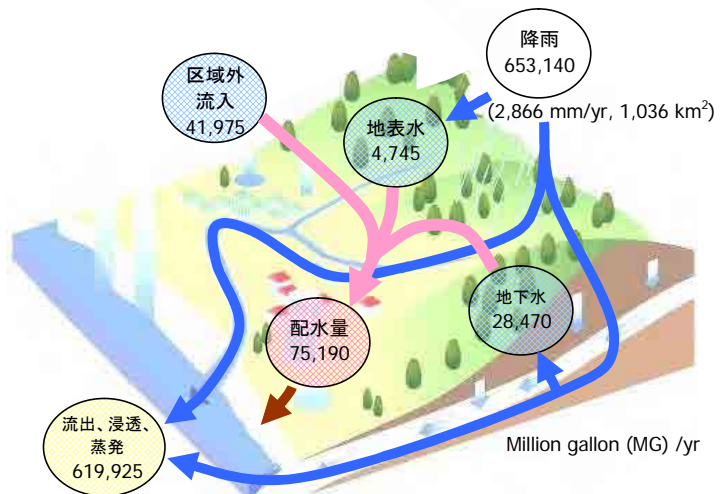 降雨
653,140
(2,866 mm/yr, 1,036 km²)
区域外
流入
41,975
地表水
4,745
配水量
75,190
地下水
28,470
流出、浸透、
蒸発
619,925
Million gallon (MG) /yr